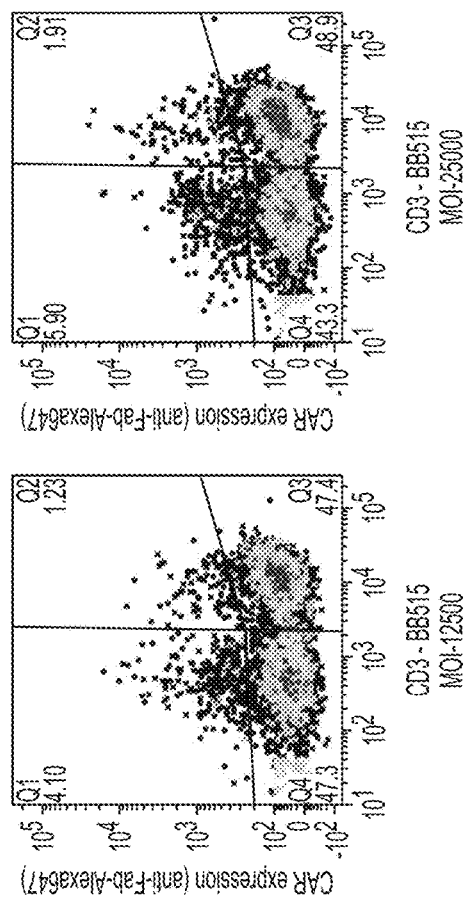 Q1
4.10
Q2
1.23
10^5
10^4
10^3
10^2
0
-10^2
CAR expression (anti-Fab-Alexa647)
Q4
47.3
Q3
47.4
10^1
10^2
10^3
10^4
10^5
CD3 - BB515
MOI-12500
Q1
5.90
Q2
1.91
10^5
10^4
10^3
10^2
0
-10^2
CAR expression (anti-Fab-Alexa647)
Q4
43.3
Q3
48.9
10^1
10^2
10^3
10^4
10^5
CD3 - BB515
MOI-25000